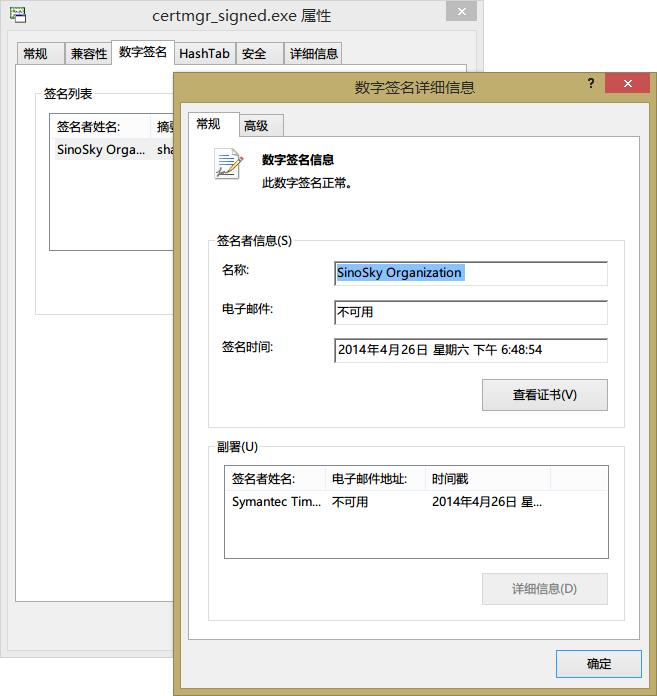 certmgr_signed.exe 属性
常规 兼容性 数字签名 HashTab 安全 详细信息
签名列表
签名者姓名:
SinoSky Orga... sha
数字签名详细信息
常规 高级
数字签名信息
此数字签名正常。
签名者信息(S)
名称: SinoSky Organization
电子邮件: 不可用
签名时间: 2014年4月26日 星期六 下午 6:48:54
查看证书(V)
副署(U)
签名者姓名: 电子邮件地址: 时间戳
Symantec Tim... 不可用 2014年4月26日 星...
详细信息(D)
确定